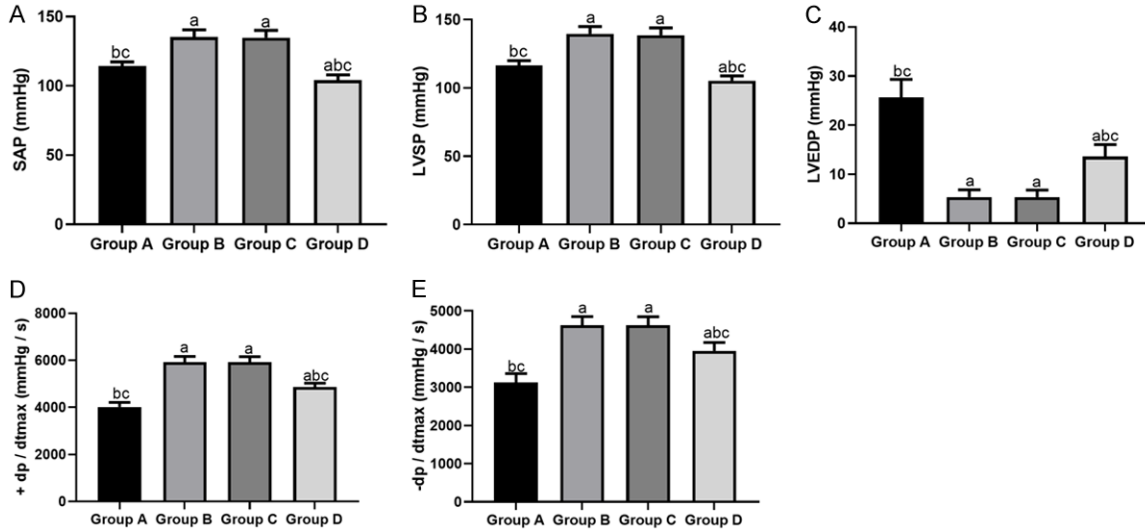 A
SAP (mmHg)
150
100
50
0
bc
a
a
abc
Group A Group B Group C Group D
B
LVSP (mmHg)
150
100
50
0
bc
a
a
abc
Group A Group B Group C Group D
C
LVEDP (mmHg)
40
30
20
10
0
bc
a
a
abc
Group A Group B Group C Group D
D
+ dp / dtmax (mmHg / s)
8000
6000
4000
2000
0
bc
a
a
abc
Group A Group B Group C Group D
E
-dp / dtmax (mmHg / s)
5000
4000
3000
2000
1000
0
bc
a
a
abc
Group A Group B Group C Group D